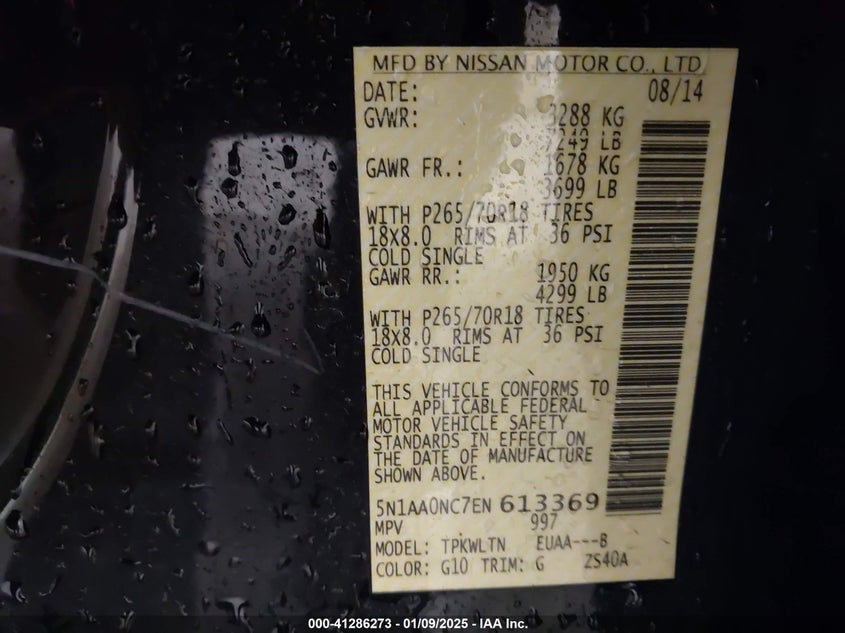 MFD BY NISSAN MOTOR CO., LTD.
DATE: 08/14
GVWR: 3288 KG
7249 LB
GAWR FR.: 1678 KG
3699 LB
WITH P265/70R18 TIRES
18x8.0 RIMS AT 36 PSI
COLD SINGLE
GAWR RR.: 1950 KG
4299 LB
WITH P265/70R18 TIRES
18x8.0 RIMS AT 36 PSI
COLD SINGLE
THIS VEHICLE CONFORMS TO
ALL APPLICABLE FEDERAL
MOTOR VEHICLE SAFETY
STANDARDS IN EFFECT ON
THE DATE OF MANUFACTURE
SHOWN ABOVE.
5N1AA0NC7EN 613369
MPV 997
MODEL: TPKWLTN EUAA---B
COLOR: G10 TRIM: G ZS40A
000-41286273 - 01/09/2025 - IAA Inc.